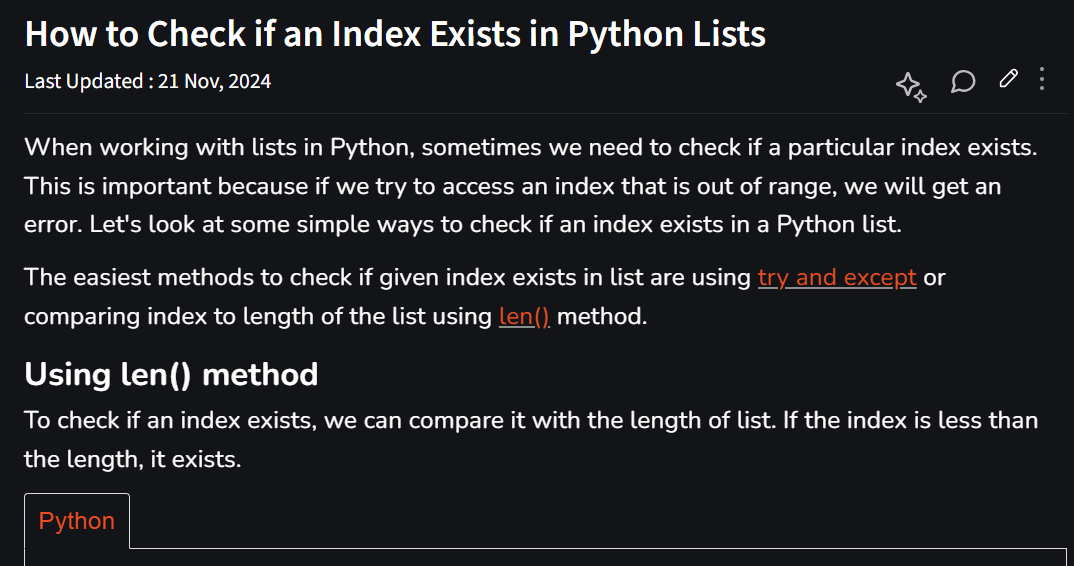 How to Check if an Index Exists in Python Lists
Last Updated : 21 Nov, 2024
When working with lists in Python, sometimes we need to check if a particular index exists.
This is important because if we try to access an index that is out of range, we will get an
error. Let's look at some simple ways to check if an index exists in a Python list.
The easiest methods to check if given index exists in list are using try and except or
comparing index to length of the list using len() method.
Using len() method
To check if an index exists, we can compare it with the length of list. If the index is less than
the length, it exists.
Python